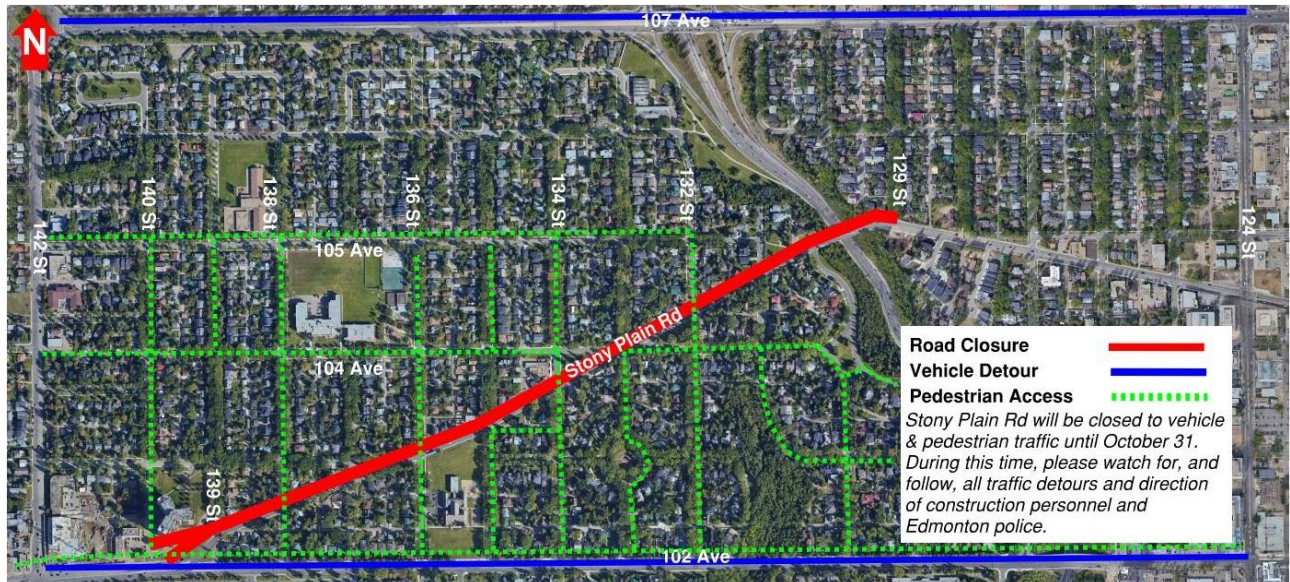 107 Ave
N
129 St
140 St
138 St
136 St
134 St
132 St
142 St
124 St
105 Ave
Stony Plain Rd
104 Ave
139 St
102 Ave
Road Closure
Vehicle Detour
Pedestrian Access
Stony Plain Rd will be closed to vehicle
& pedestrian traffic until October 31.
During this time, please watch for, and
follow, all traffic detours and direction
of construction personnel and
Edmonton police.